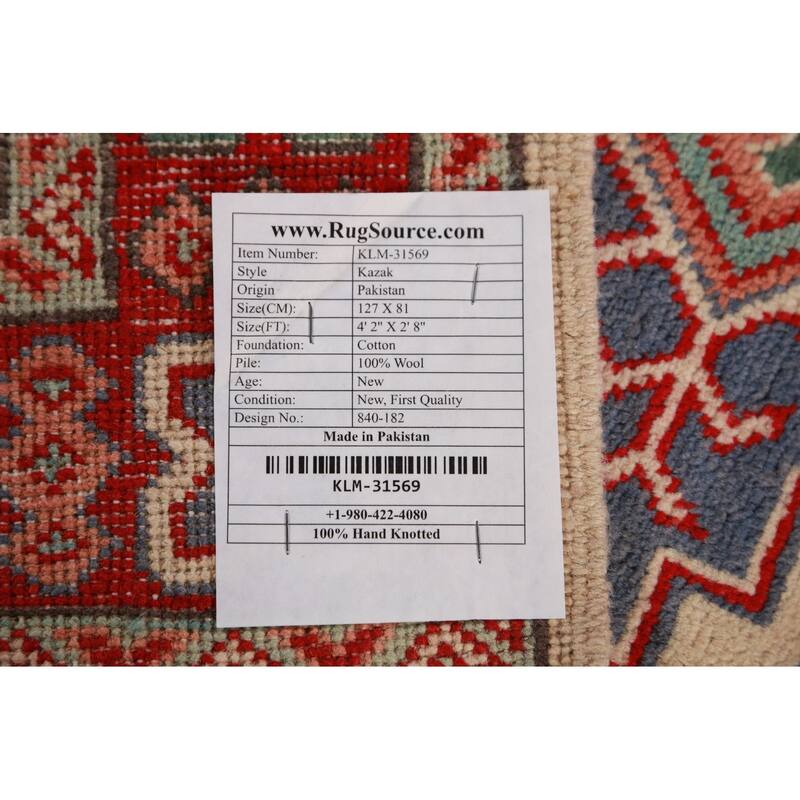 www.RugSource.com
Item Number: KLM-31569
Style Kazak
Origin Pakistan
Size(CM): 127 X 81
Size(FT): 4' 2" X 2' 8"
Foundation: Cotton
Pile: 100% Wool
Age: New
Condition: New, First Quality
Design No.: 840-182
Made in Pakistan
KLM-31569
+1-980-422-4080
100% Hand Knotted